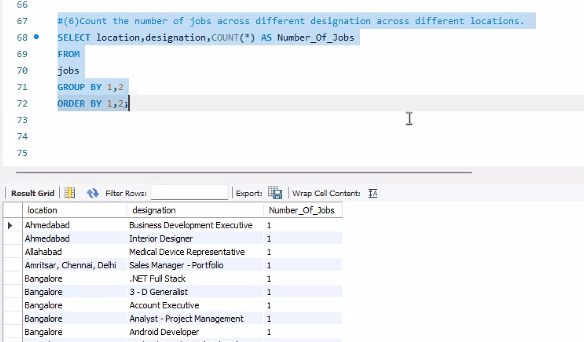 66
67 #(6)Count the number of jobs across different designation across different locations.
68 SELECT location,designation,COUNT(*) AS Number_Of_Jobs
69 FROM
70 jobs
71 GROUP BY 1,2
72 ORDER BY 1,2;
73
74
75
Result Grid Filter Rows: Export: Wrap Cell Content:
location designation Number_Of_Jobs
Ahmedabad Business Development Executive 1
Ahmedabad Interior Designer 1
Allahabad Medical Device Representative 1
Amritsar, Chennai, Delhi Sales Manager - Portfolio 1
Bangalore .NET Full Stack 1
Bangalore 3 - D Generalist 1
Bangalore Account Executive 1
Bangalore Analyst - Project Management 1
Bangalore Android Developer 1